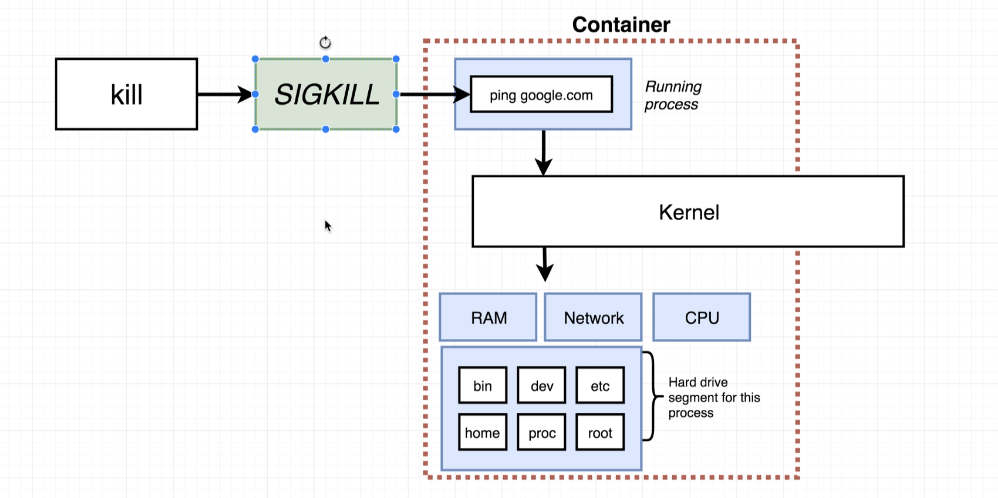 Container
kill
SIGKILL
ping google.com
Running
process
Kernel
RAM
Network
CPU
bin
dev
etc
home
proc
root
Hard drive
segment for this
process